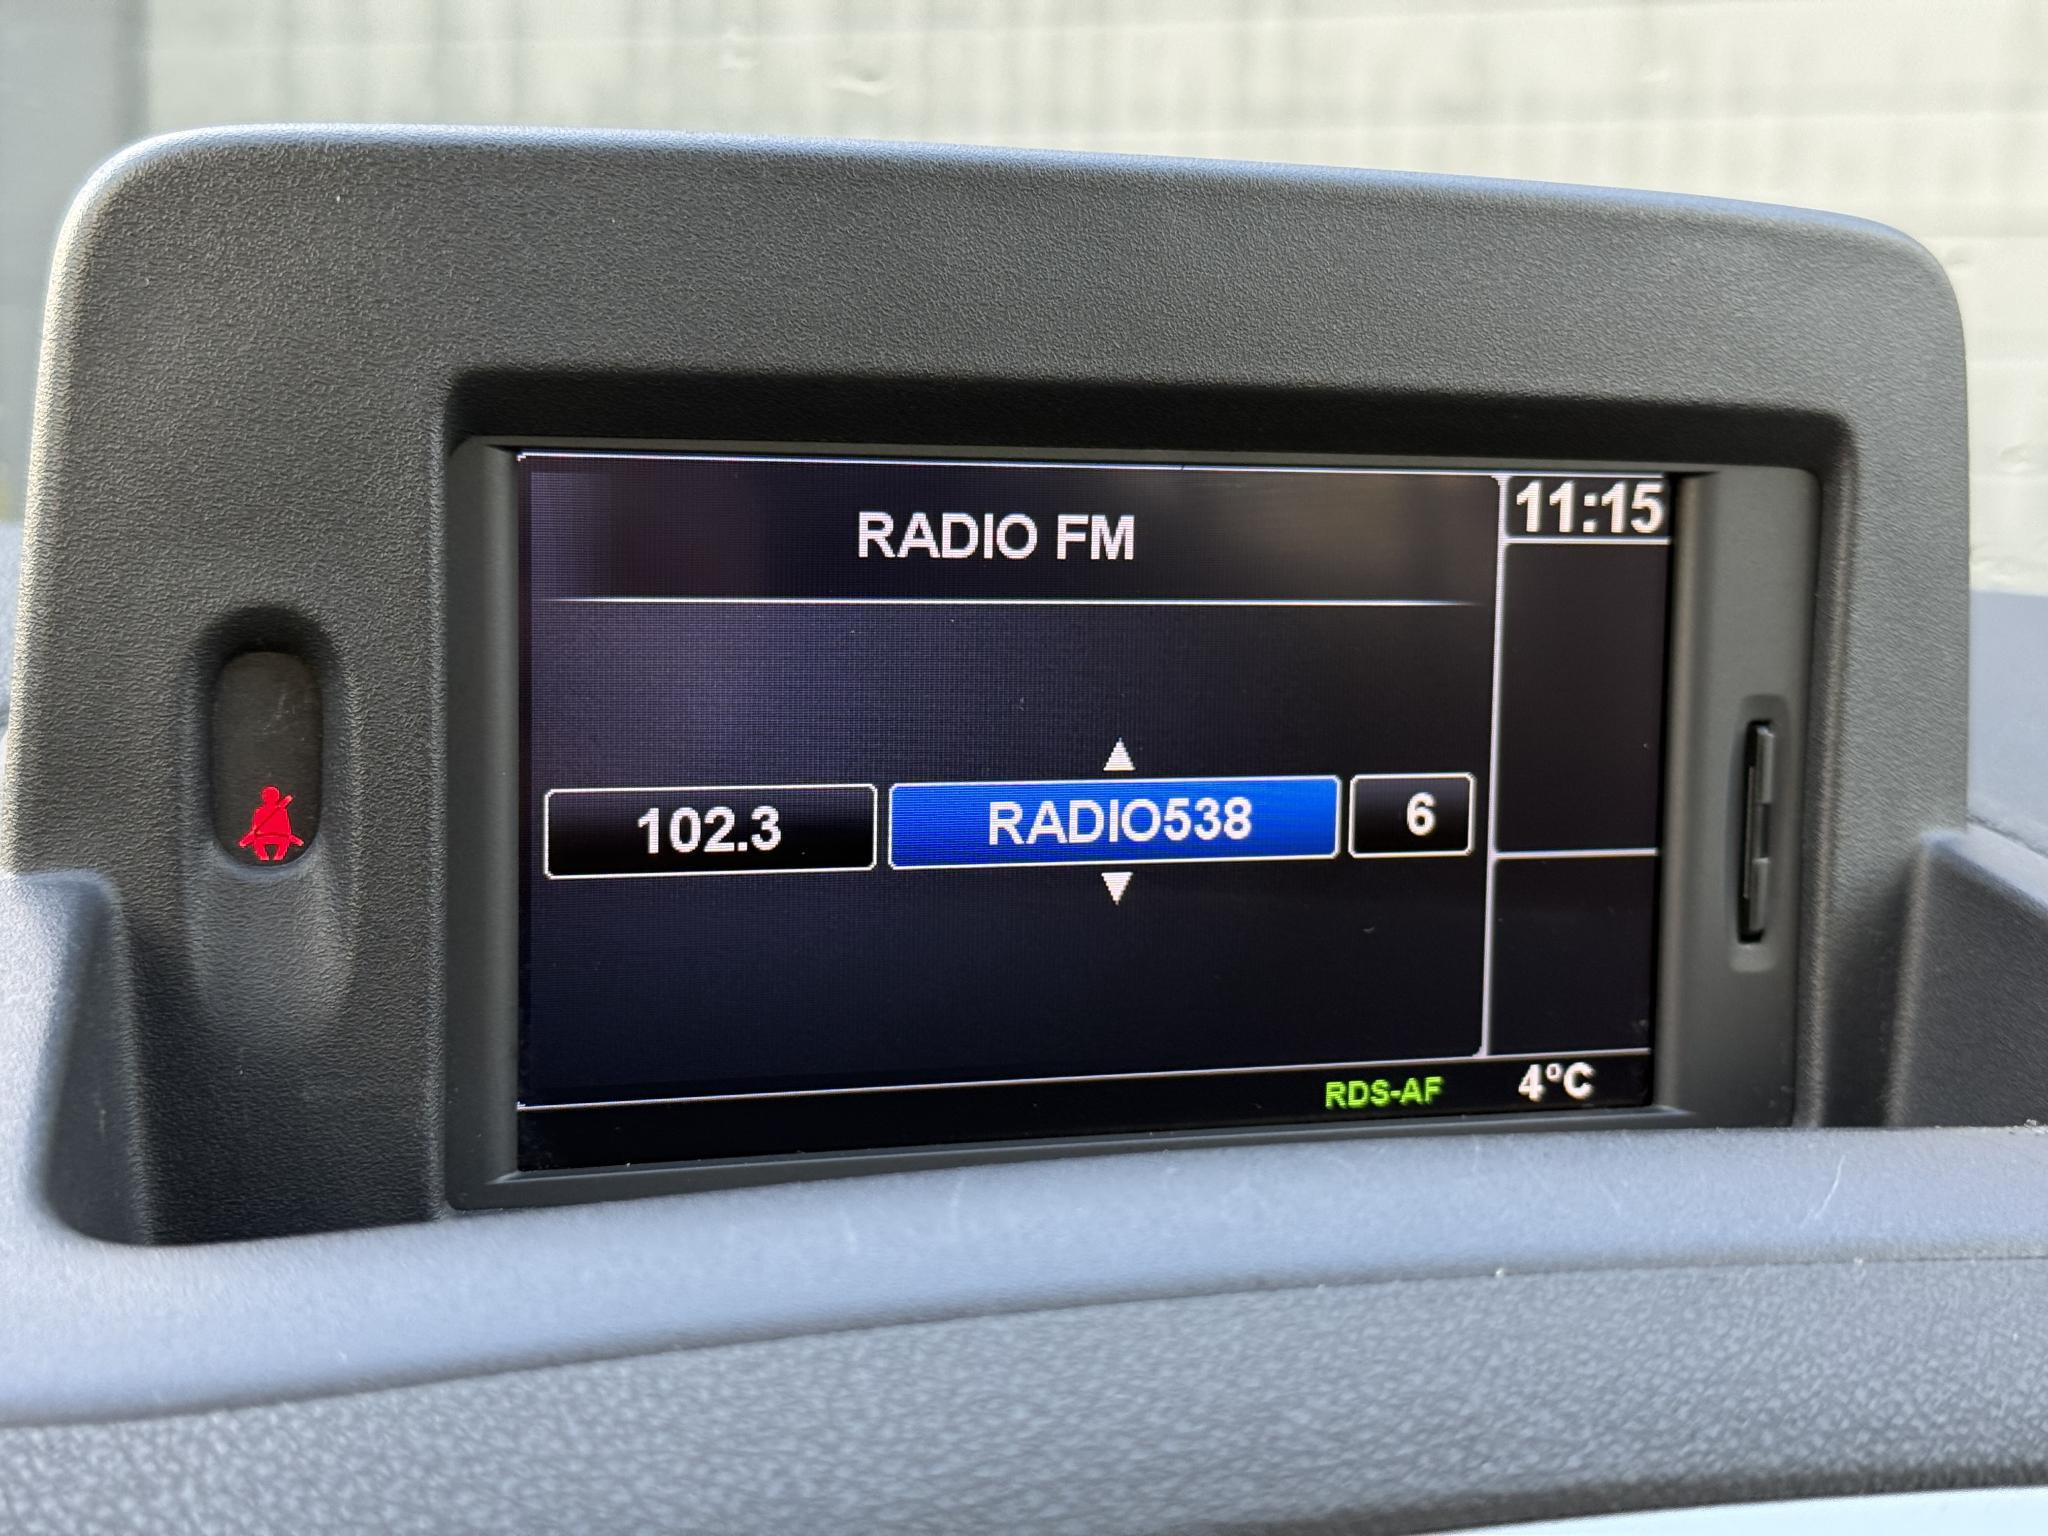 RADIO FM
11:15
102.3
RADIO538
6
RDS-AF
4°C